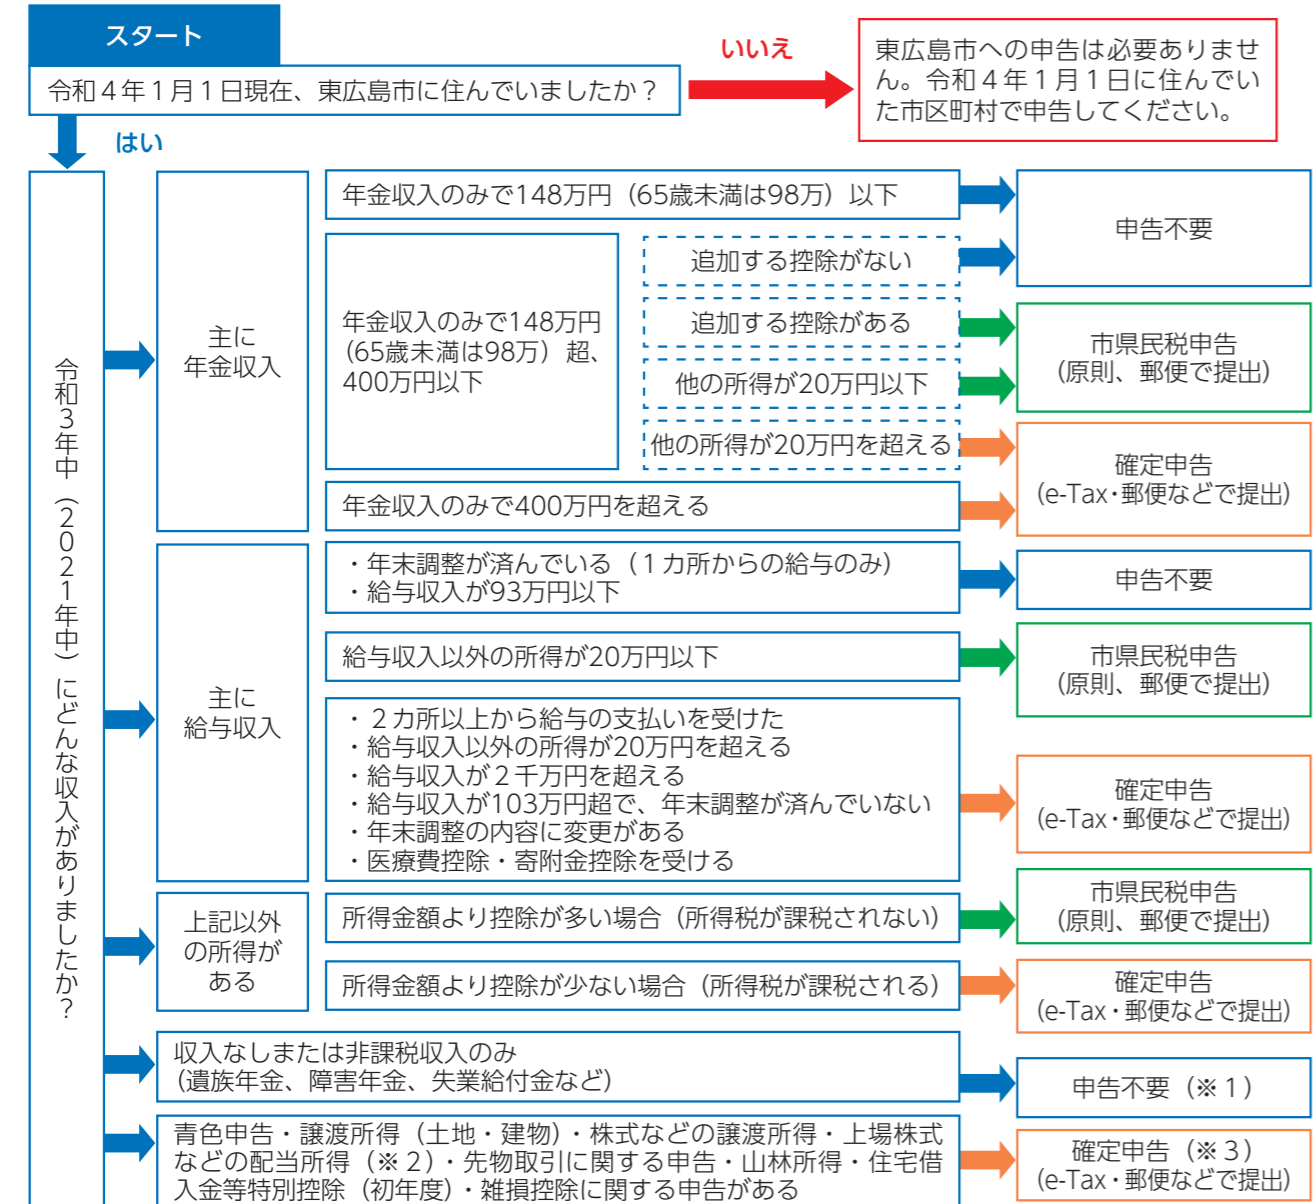 スタート
令和４年１月１日現在、東広島市に住んでいましたか？
いいえ
東広島市への申告は必要ありませ
ん。令和４年１月１日に住んでい
た市区町村で申告してください。
はい
令和３年中（２０２１年中）にどんな収入がありましたか？
主に
年金収入
年金収入のみで148万円（65歳未満は98万）以下
申告不要
年金収入のみで148万円
（65歳未満は98万）超、
400万円以下
追加する控除がない
追加する控除がある
他の所得が20万円以下
市県民税申告
（原則、郵便で提出）
他の所得が20万円を超える
年金収入のみで400万円を超える
確定申告
（e-Tax・郵便などで提出）
主に
給与収入
・年末調整が済んでいる（１カ所からの給与のみ）
・給与収入が93万円以下
申告不要
給与収入以外の所得が20万円以下
市県民税申告
（原則、郵便で提出）
・２カ所以上から給与の支払いを受けた
・給与収入以外の所得が20万円を超える
・給与収入が２千万円を超える
・給与収入が103万円超で、年末調整が済んでいない
・年末調整の内容に変更がある
・医療費控除・寄附金控除を受ける
確定申告
（e-Tax・郵便などで提出）
上記以外
の所得が
ある
所得金額より控除が多い場合（所得税が課税されない）
市県民税申告
（原則、郵便で提出）
所得金額より控除が少ない場合（所得税が課税される）
確定申告
（e-Tax・郵便などで提出）
収入なしまたは非課税収入のみ
（遺族年金、障害年金、失業給付金など）
申告不要（※１）
青色申告・譲渡所得（土地・建物）・株式などの譲渡所得・上場株式
などの配当所得（※２）・先物取引に関する申告・山林所得・住宅借
入金等特別控除（初年度）・雑損控除に関する申告がある
確定申告（※３）
（e-Tax・郵便などで提出）